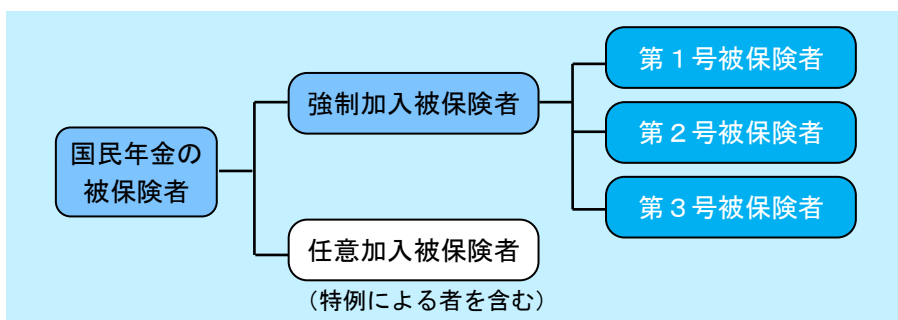 国民年金の
被保険者
強制加入被保険者
第１号被保険者
第２号被保険者
第３号被保険者
任意加入被保険者
（特例による者を含む）